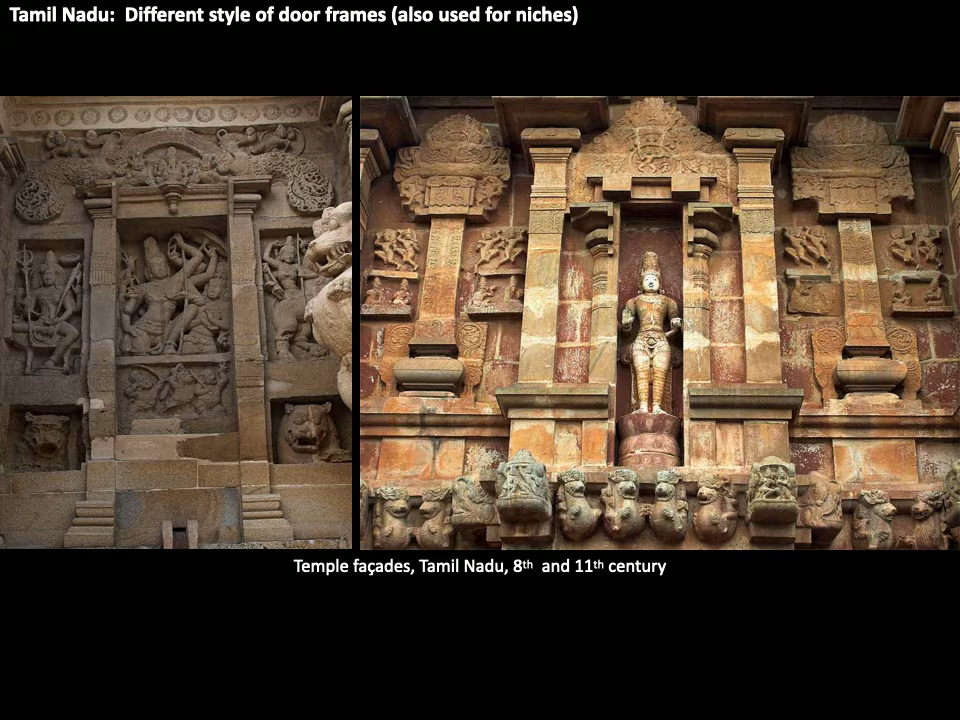 Tamil Nadu:  Different style of door frames (also used for niches)
Temple façades, Tamil Nadu, 8th  and 11th century